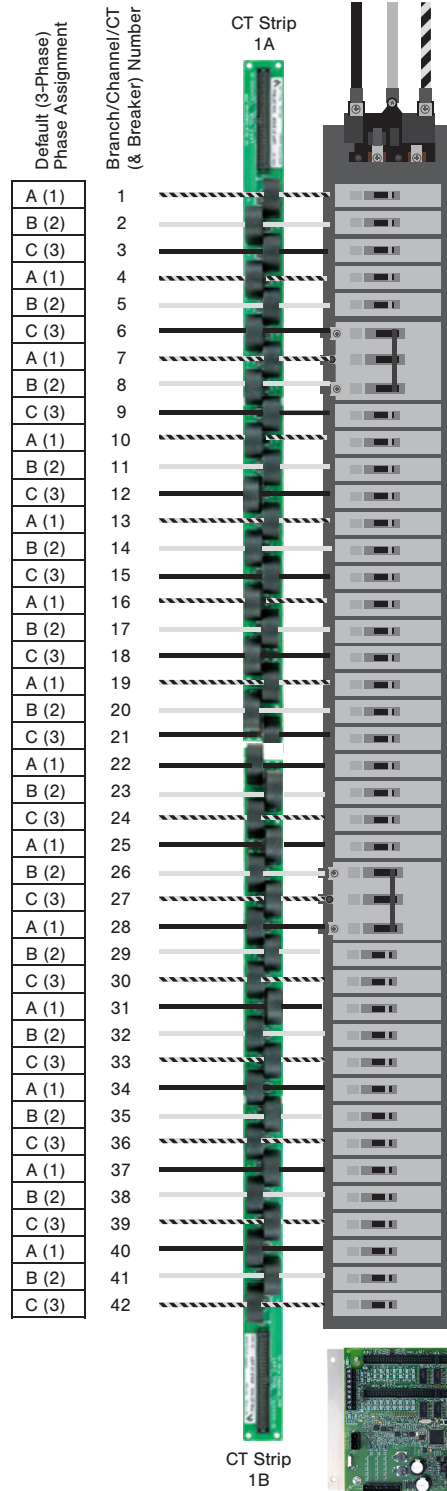 CT Strip
1A
Default (3-Phase)
Phase Assignment
Branch/Channel/CT
(& Breaker) Number
A (1) 1
B (2) 2
C (3) 3
A (1) 4
B (2) 5
C (3) 6
A (1) 7
B (2) 8
C (3) 9
A (1) 10
B (2) 11
C (3) 12
A (1) 13
B (2) 14
C (3) 15
A (1) 16
B (2) 17
C (3) 18
A (1) 19
B (2) 20
C (3) 21
A (1) 22
B (2) 23
C (3) 24
A (1) 25
B (2) 26
C (3) 27
A (1) 28
B (2) 29
C (3) 30
A (1) 31
B (2) 32
C (3) 33
A (1) 34
B (2) 35
C (3) 36
A (1) 37
B (2) 38
C (3) 39
A (1) 40
B (2) 41
C (3) 42
CT Strip
1B